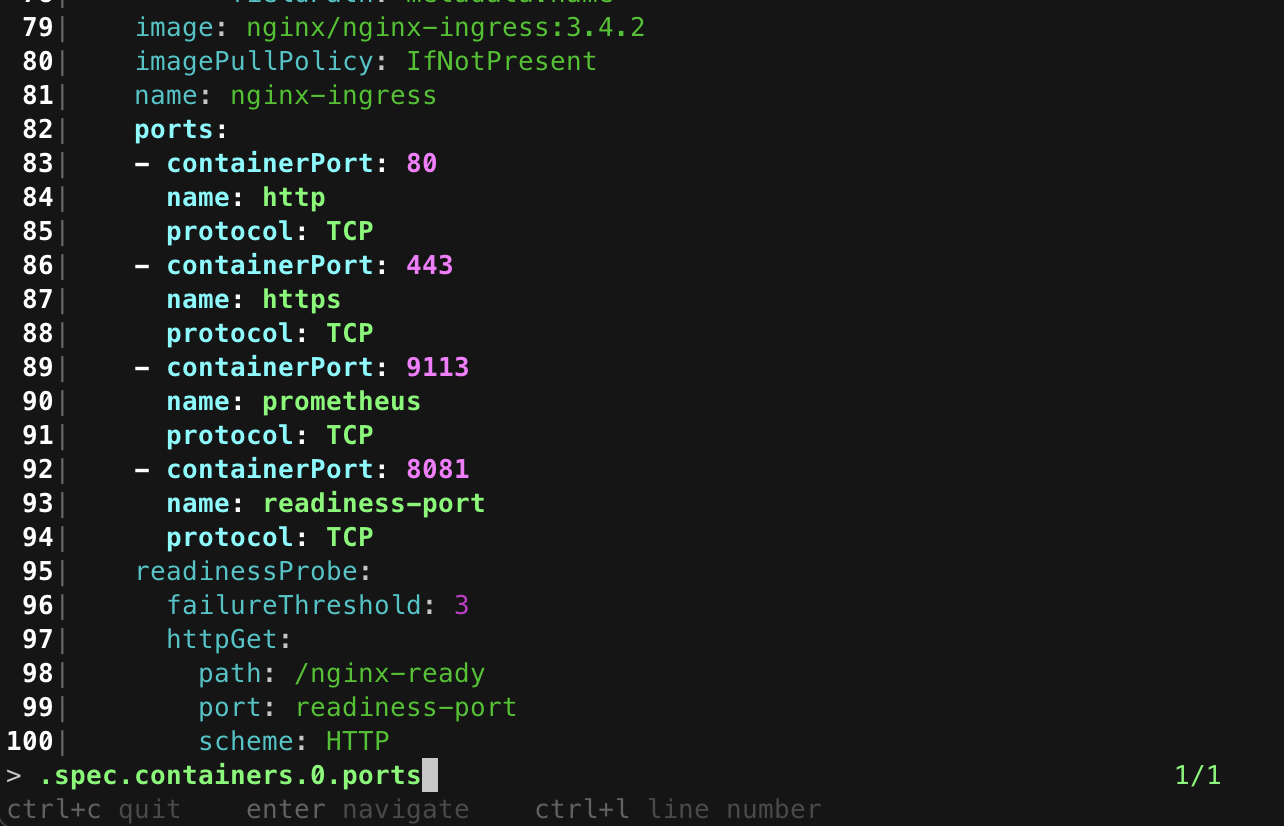 79|    image: nginx/nginx-ingress:3.4.2
80|    imagePullPolicy: IfNotPresent
81|    name: nginx-ingress
82|    ports:
83|    - containerPort: 80
84|      name: http
85|      protocol: TCP
86|    - containerPort: 443
87|      name: https
88|      protocol: TCP
89|    - containerPort: 9113
90|      name: prometheus
91|      protocol: TCP
92|    - containerPort: 8081
93|      name: readiness-port
94|      protocol: TCP
95|    readinessProbe:
96|      failureThreshold: 3
97|      httpGet:
98|        path: /nginx-ready
99|        port: readiness-port
100|        scheme: HTTP
> .spec.containers.0.ports 1/1
ctrl+c quit    enter navigate    ctrl+l line number